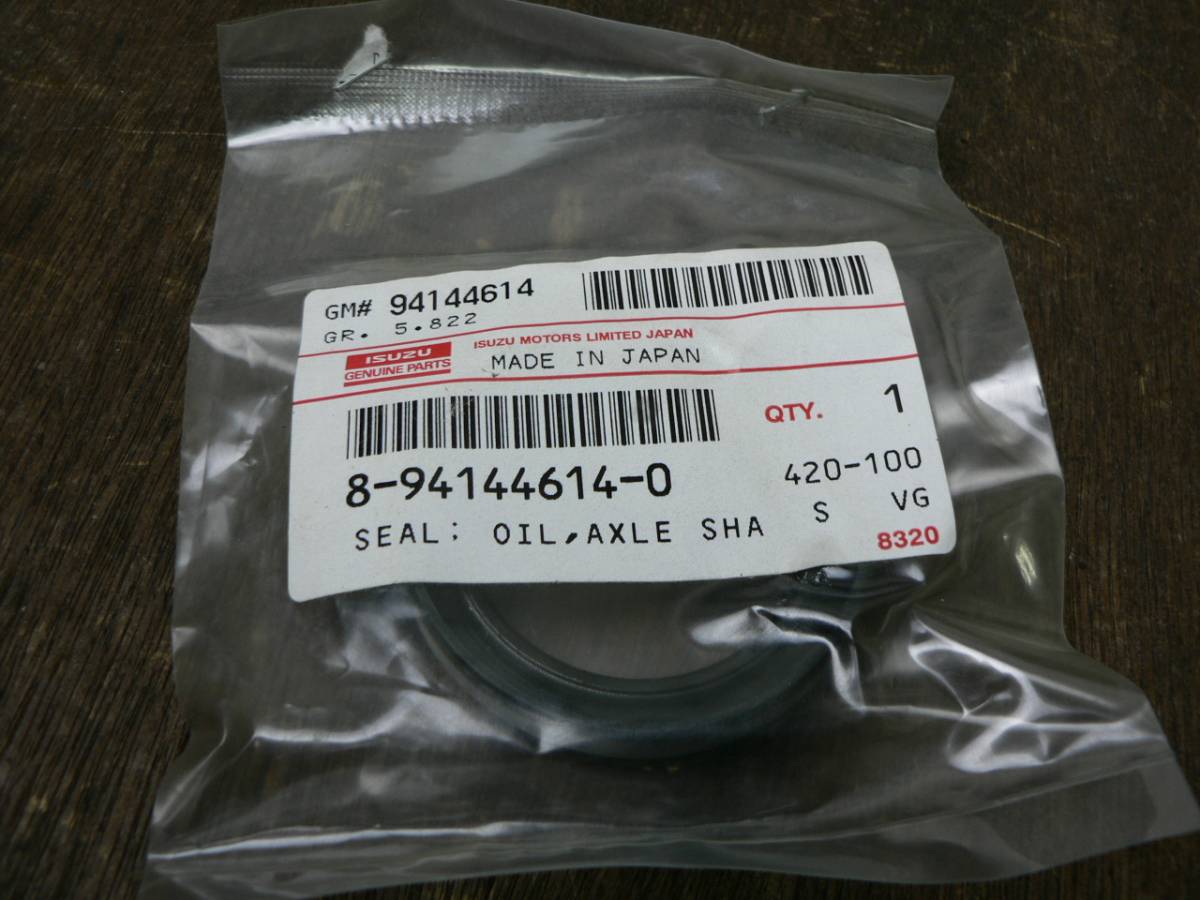 GM# 94144614
GR. 5.822
ISUZU
GENUINE PARTS
ISUZU MOTORS LIMITED JAPAN
MADE IN JAPAN
QTY. 1
8-94144614-0
420-100
SEAL; OIL,AXLE SHA
S VG
8320